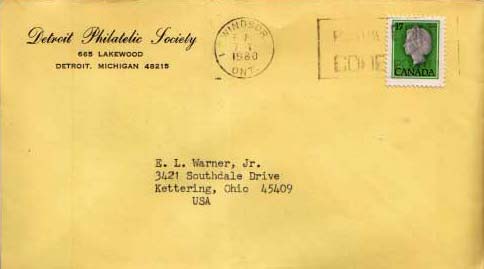 Detroit Philatelic Society
665 LAKEWOOD
DETROIT, MICHIGAN 48215
WINDSOR
1980
ONT.
CODE
17
CANADA
E. L. Warner, Jr.
3421 Southdale Drive
Kettering, Ohio 45409
USA